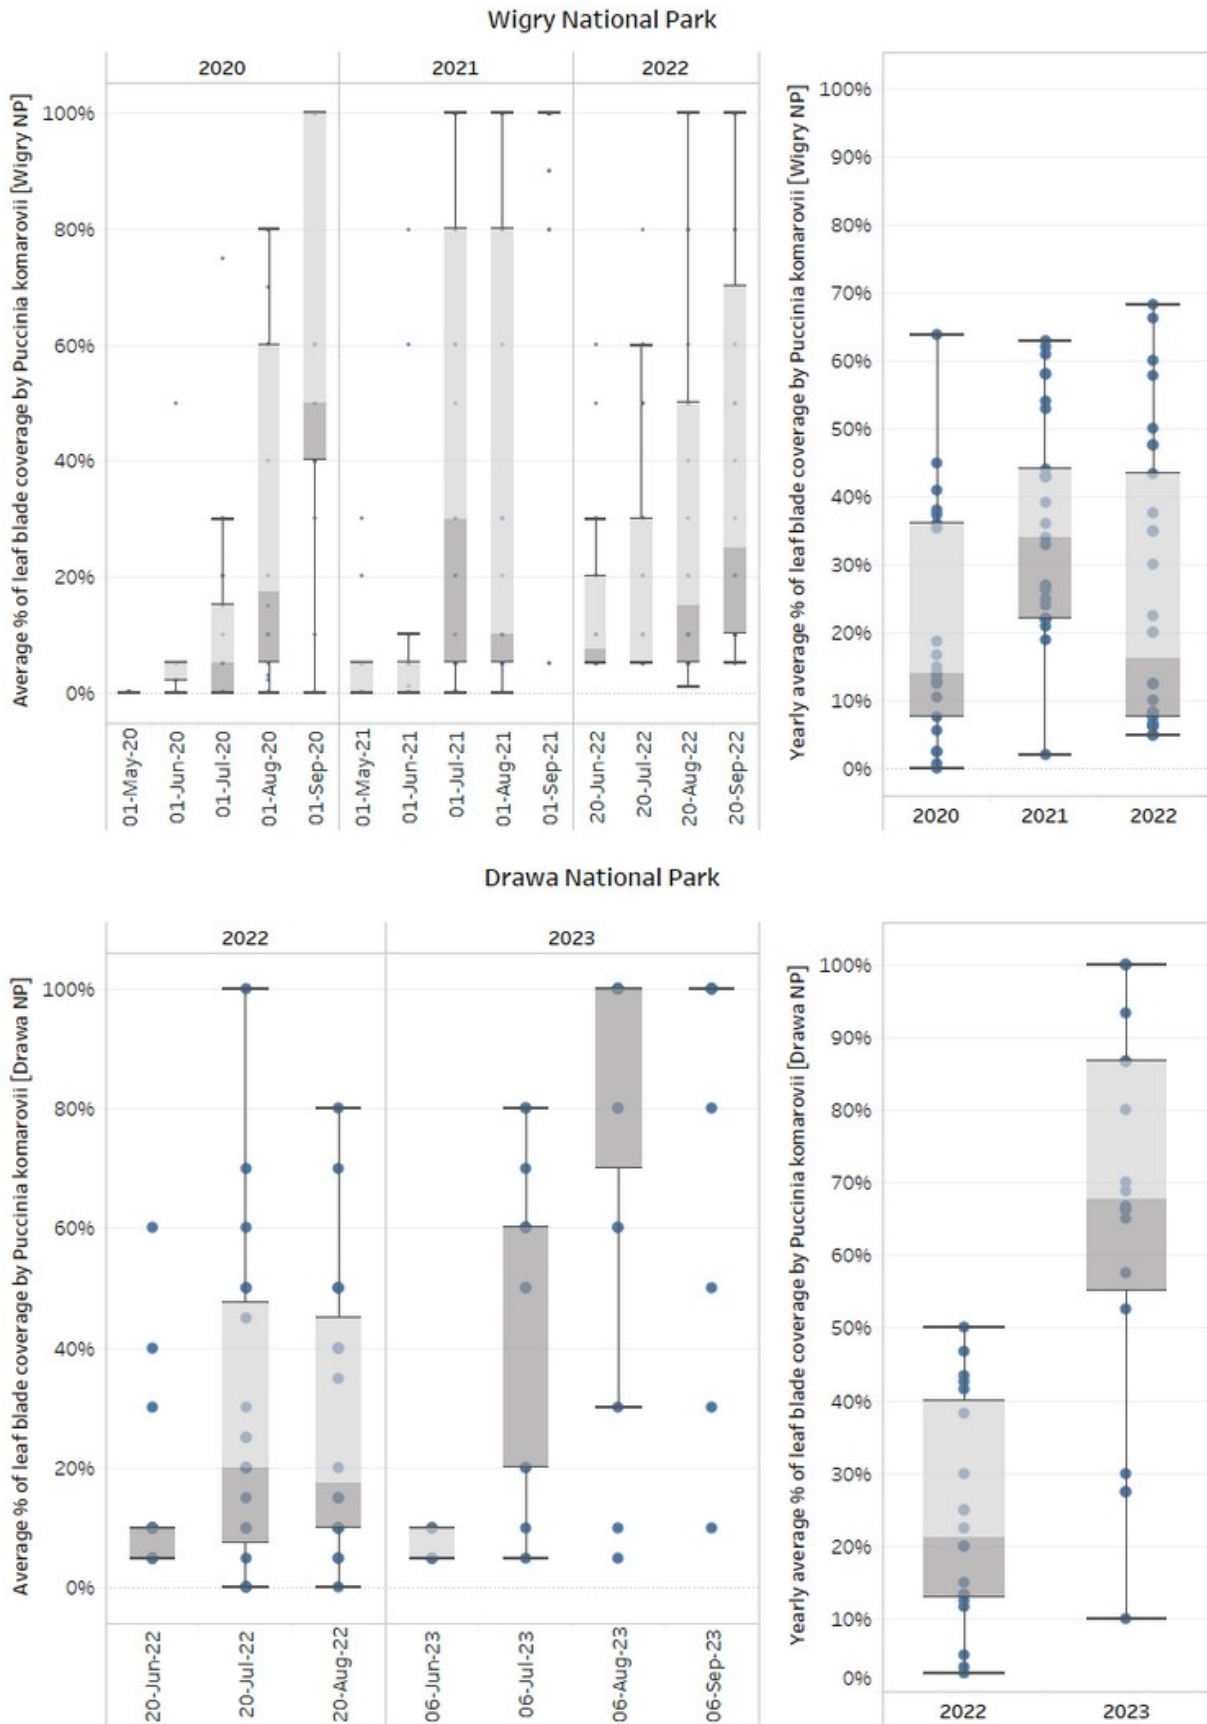 Wigry National Park
2020 2021 2022
Average % of leaf blade coverage by Puccinia komarovii [Wigry NP]
100%
80%
60%
40%
20%
0%
01-May-20
01-Jun-20
01-Jul-20
01-Aug-20
01-Sep-20
01-May-21
01-Jun-21
01-Jul-21
01-Aug-21
01-Sep-21
20-Jun-22
20-Jul-22
20-Aug-22
20-Sep-22
Yearly average % of leaf blade coverage by Puccinia komarovii [Wigry NP]
100%
90%
80%
70%
60%
50%
40%
30%
20%
10%
0%
2020 2021 2022
Drawa National Park
2022 2023
Average % of leaf blade coverage by Puccinia komarovii [Drawa NP]
100%
80%
60%
40%
20%
0%
20-Jun-22
20-Jul-22
20-Aug-22
06-Jun-23
06-Jul-23
06-Aug-23
06-Sep-23
Yearly average % of leaf blade coverage by Puccinia komarovii [Drawa NP]
100%
90%
80%
70%
60%
50%
40%
30%
20%
10%
0%
2022 2023